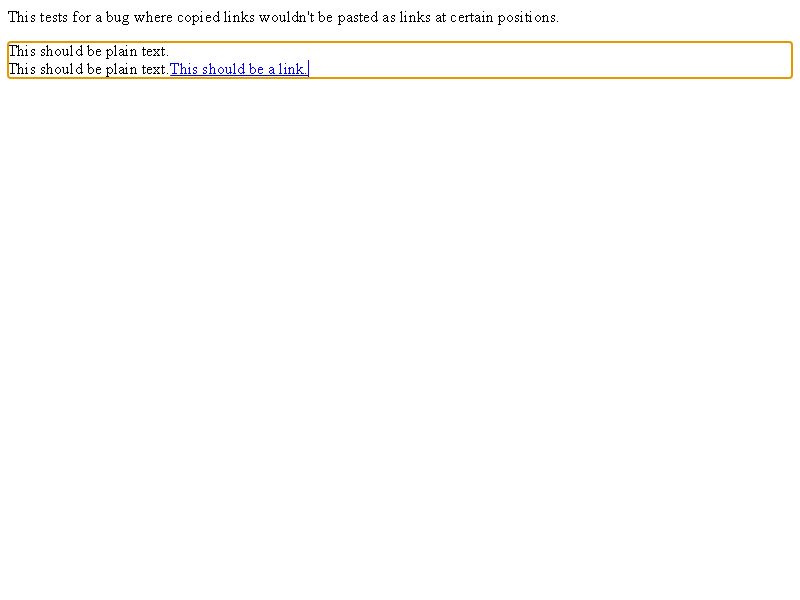 This tests for a bug where copied links wouldn't be pasted as links at certain positions.
This should be plain text.
This should be plain text.This should be a link.